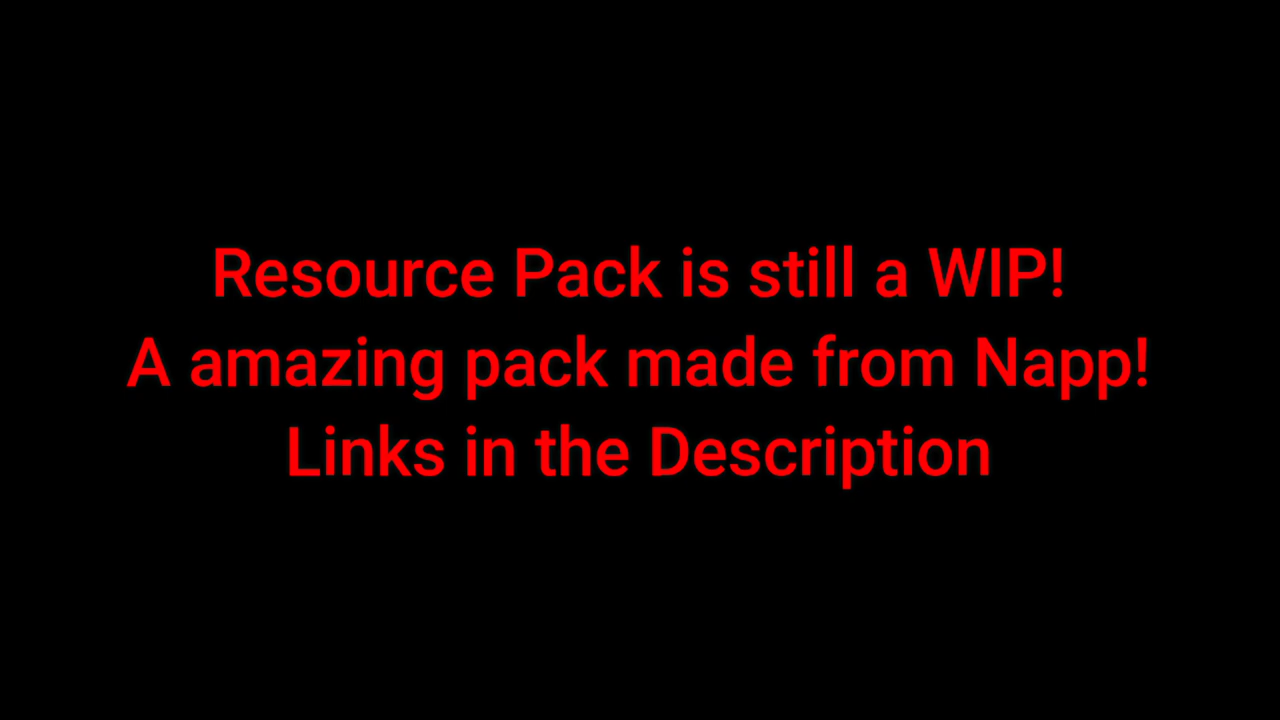 Resource Pack is still a WIP!
A amazing pack made from Napp!
Links in the Description